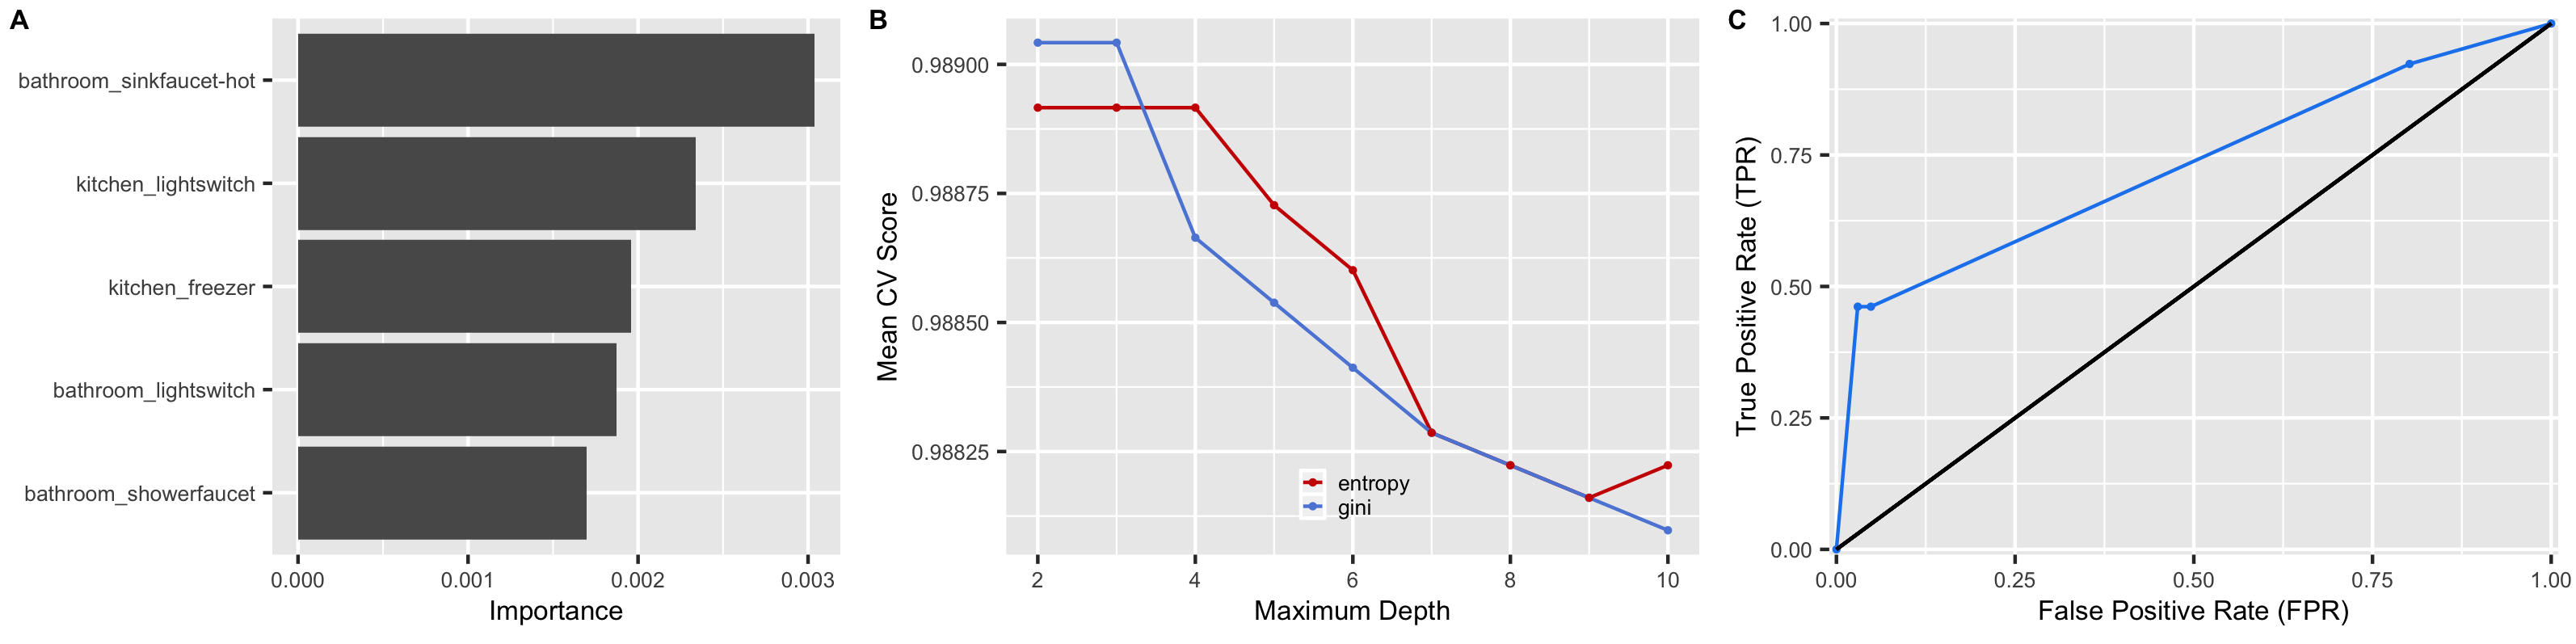 A
bathroom_sinkfaucet-hot
kitchen_lightswitch
kitchen_freezer
bathroom_lightswitch
bathroom_showerfaucet
0.000 0.001 0.002 0.003
Importance
B
Mean CV Score
0.98900
0.98875
0.98850
0.98825
entropy
gini
2 4 6 8 10
Maximum Depth
C
True Positive Rate (TPR)
1.00
0.75
0.50
0.25
0.00
0.00 0.25 0.50 0.75 1.00
False Positive Rate (FPR)